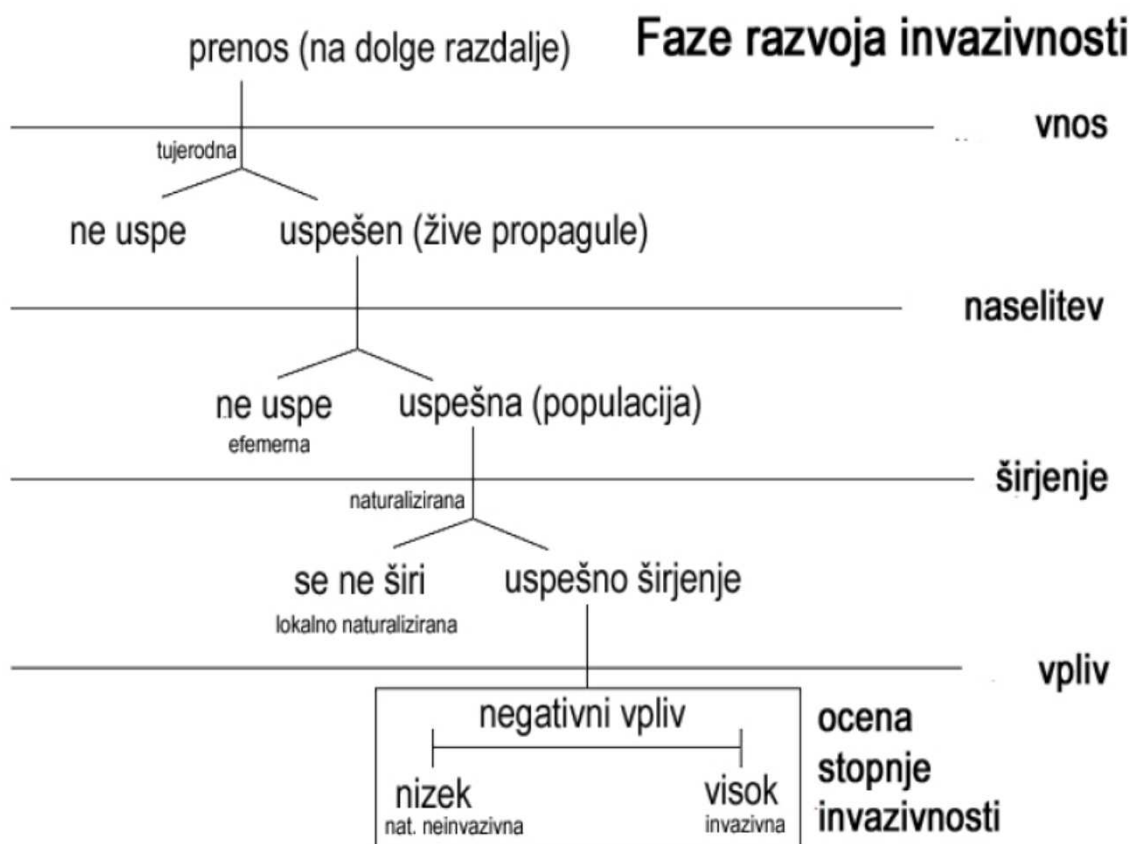 prenos (na dolge razdalje)
Faze razvoja invazivnosti
vnos
tujerodna
ne uspe
uspešen (žive propagule)
naselitev
ne uspe
efemerna
uspešna (populacija)
širjenje
naturalizirana
se ne širi
lokalno naturalizirana
uspešno širjenje
vpliv
negativni vpliv
nizek
nat. neinvazivna
visok
invazivna
ocena
stopnje
invazivnosti